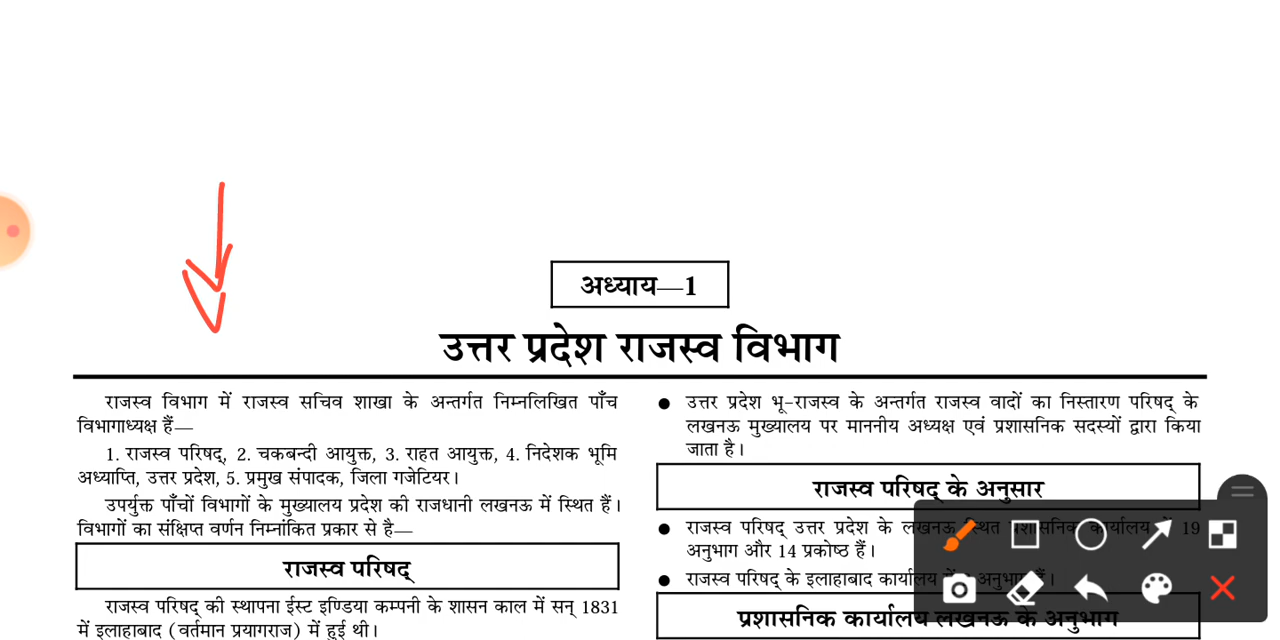 अध्याय—1
उत्तर प्रदेश राजस्व विभाग
राजस्व विभाग में राजस्व सचिव शाखा के अन्तर्गत निम्नलिखित पाँच
विभागाध्यक्ष हैं—
1. राजस्व परिषद्, 2. चकबन्दी आयुक्त, 3. राहत आयुक्त, 4. निदेशक भूमि
अध्याप्ति, उत्तर प्रदेश, 5. प्रमुख संपादक, जिला गजेटियर।
उपर्युक्त पाँचों विभागों के मुख्यालय प्रदेश की राजधानी लखनऊ में स्थित हैं।
विभागों का संक्षिप्त वर्णन निम्नांकित प्रकार से है—
राजस्व परिषद्
राजस्व परिषद् की स्थापना ईस्ट इण्डिया कम्पनी के शासन काल में सन् 1831
में इलाहाबाद (वर्तमान प्रयागराज) में हुई थी।
● उत्तर प्रदेश भू-राजस्व के अन्तर्गत राजस्व वादों का निस्तारण परिषद् के
लखनऊ मुख्यालय पर माननीय अध्यक्ष एवं प्रशासनिक सदस्यों द्वारा किया
जाता है।
राजस्व परिषद् के अनुसार
● राजस्व परिषद् उत्तर प्रदेश के लखनऊ स्थित प्रशासनिक कार्यालय में 19
अनुभाग और 14 प्रकोष्ठ हैं।
● राजस्व परिषद् के इलाहाबाद कार्यालय में अनुभाग हैं।
प्रशासनिक कार्यालय लखनऊ के अनुभाग